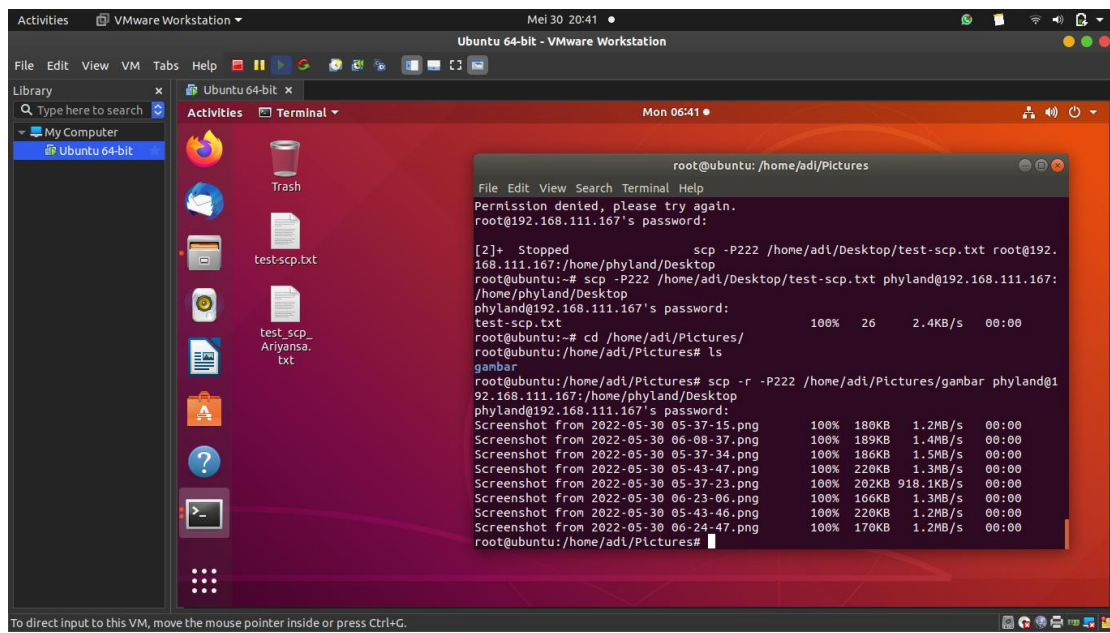 Activities VMware Workstation Mei 30 20:41
Ubuntu 64-bit - VMware Workstation
File Edit View VM Tabs Help
Library
Ubuntu 64-bit
Type here to search
My Computer
Ubuntu 64-bit
Activities Terminal Mon 06:41
Trash
test-scp.txt
test_scp_
Ariyansa.
txt
root@ubuntu: /home/adi/Pictures
File Edit View Search Terminal Help
Permission denied, please try again.
root@192.168.111.167's password:
[2]+ Stopped scp -P222 /home/adi/Desktop/test-scp.txt root@192.
168.111.167:/home/phyland/Desktop
root@ubuntu:~# scp -P222 /home/adi/Desktop/test-scp.txt phyland@192.168.111.167:
/home/phyland/Desktop
phyland@192.168.111.167's password:
test-scp.txt 100% 26 2.4KB/s 00:00
root@ubuntu:~# cd /home/adi/Pictures/
root@ubuntu:/home/adi/Pictures# ls
gambar
root@ubuntu:/home/adi/Pictures# scp -r -P222 /home/adi/Pictures/gambar phyland@1
92.168.111.167:/home/phyland/Desktop
phyland@192.168.111.167's password:
Screenshot from 2022-05-30 05-37-15.png 100% 180KB 1.2MB/s 00:00
Screenshot from 2022-05-30 06-08-37.png 100% 189KB 1.4MB/s 00:00
Screenshot from 2022-05-30 05-37-34.png 100% 186KB 1.5MB/s 00:00
Screenshot from 2022-05-30 05-43-47.png 100% 220KB 1.3MB/s 00:00
Screenshot from 2022-05-30 05-37-23.png 100% 202KB 918.1KB/s 00:00
Screenshot from 2022-05-30 06-23-06.png 100% 166KB 1.3MB/s 00:00
Screenshot from 2022-05-30 05-43-46.png 100% 220KB 1.2MB/s 00:00
Screenshot from 2022-05-30 06-24-47.png 100% 170KB 1.2MB/s 00:00
root@ubuntu:/home/adi/Pictures#
To direct input to this VM, move the mouse pointer inside or press Ctrl+G.